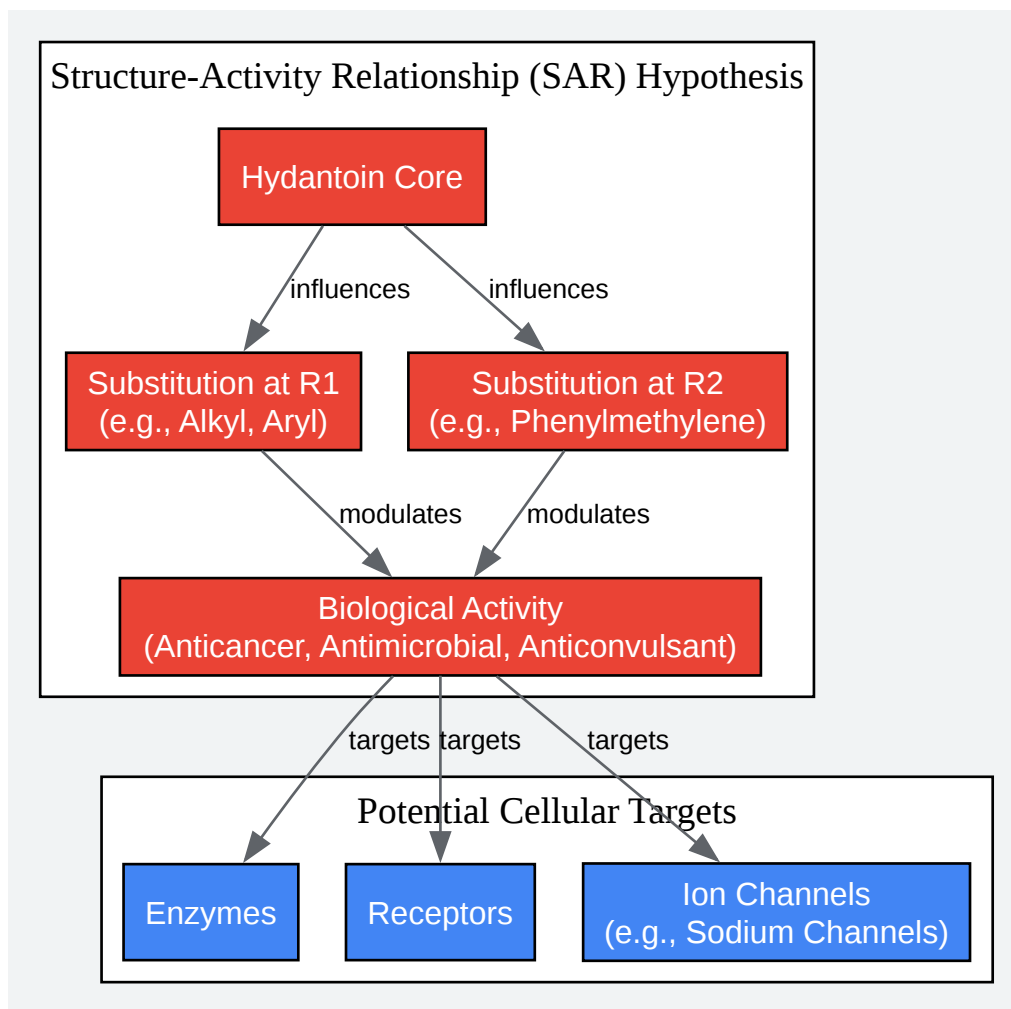 Structure-Activity Relationship (SAR) Hypothesis
Hydantoin Core
influences
influences
Substitution at R1
(e.g., Alkyl, Aryl)
Substitution at R2
(e.g., Phenylmethylene)
modulates
modulates
Biological Activity
(Anticancer, Antimicrobial, Anticonvulsant)
targets
targets
targets
Potential Cellular Targets
Enzymes
Receptors
Ion Channels
(e.g., Sodium Channels)